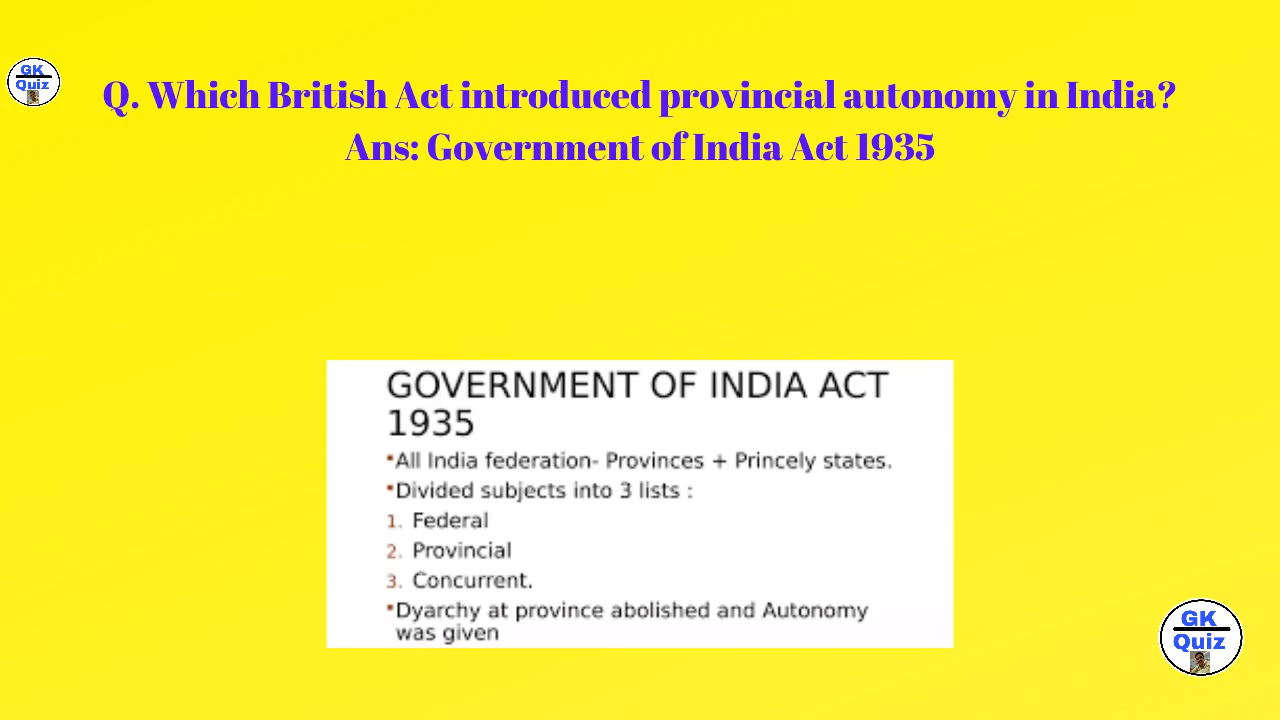 GK
Quiz
Q. Which British Act introduced provincial autonomy in India?
Ans: Government of India Act 1935
GOVERNMENT OF INDIA ACT
1935
▪All India federation- Provinces + Princely states.
▪Divided subjects into 3 lists :
1. Federal
2. Provincial
3. Concurrent.
▪Dyarchy at province abolished and Autonomy
was given
GK
Quiz